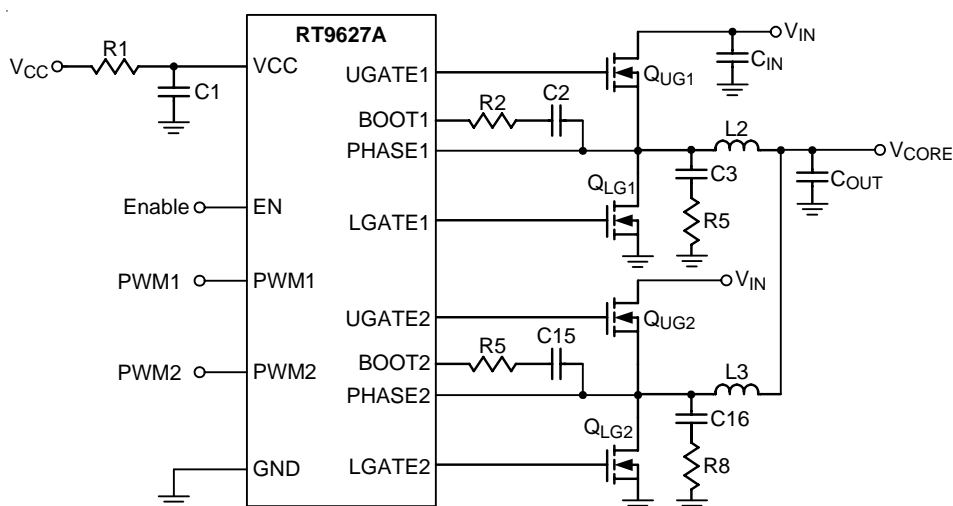 RT9627A
VCC
R1
VCC
C1
UGATE1
QUG1
VIN
CIN
BOOT1
R2
C2
PHASE1
L2
VCORE
C3
COUT
Enable
EN
LGATE1
QLG1
R5
PWM1
PWM1
VIN
UGATE2
QUG2
PWM2
PWM2
BOOT2
R5
C15
PHASE2
L3
C16
QLG2
GND
LGATE2
R8